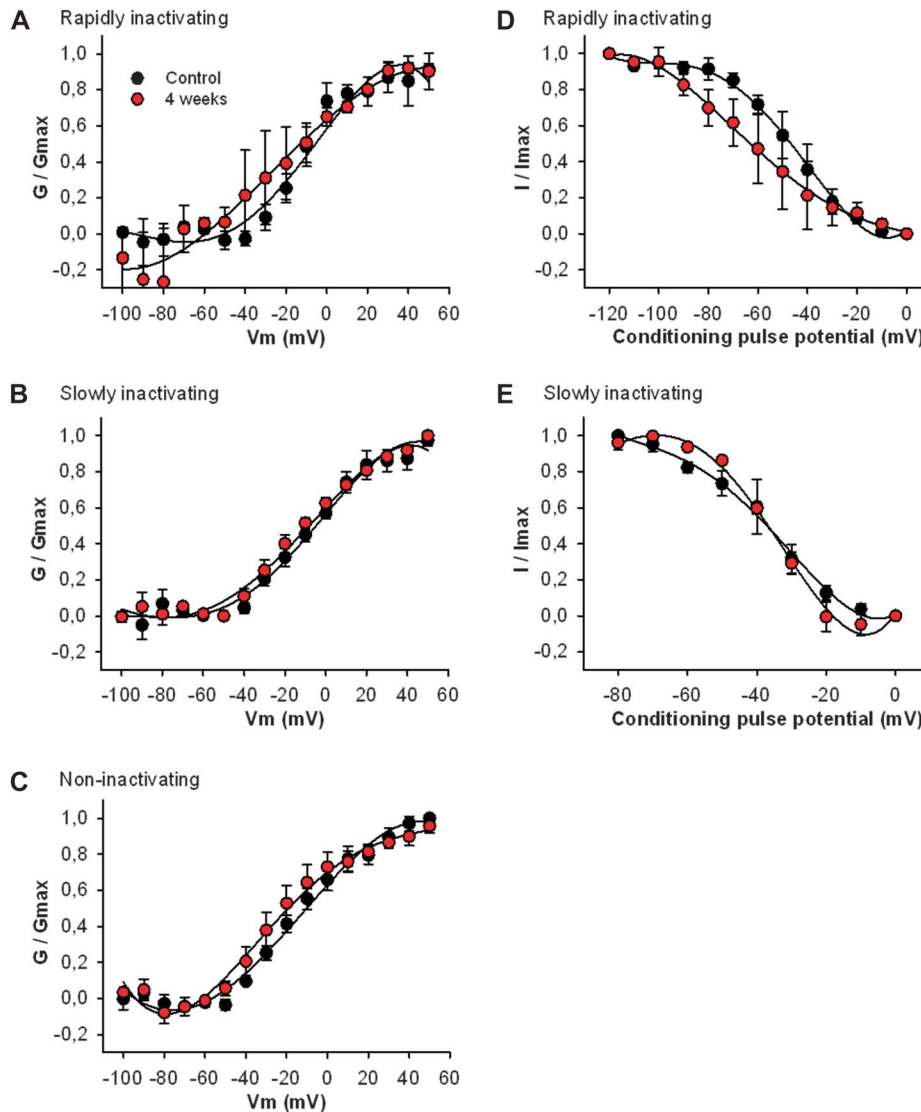 A Rapidly inactivating
1,0
0,8
0,6
0,4
0,2
0,0
-0,2
G / Gmax
Control
4 weeks
-100 -80 -60 -40 -20 0 20 40 60
Vm (mV)
D Rapidly inactivating
1,0
0,8
0,6
0,4
0,2
0,0
-0,2
I / Imax
-120 -100 -80 -60 -40 -20 0
Conditioning pulse potential (mV)
B Slowly inactivating
1,0
0,8
0,6
0,4
0,2
0,0
-0,2
G / Gmax
-100 -80 -60 -40 -20 0 20 40 60
Vm (mV)
E Slowly inactivating
1,0
0,8
0,6
0,4
0,2
0,0
-0,2
I / Imax
-80 -60 -40 -20 0
Conditioning pulse potential (mV)
C Non-inactivating
1,0
0,8
0,6
0,4
0,2
0,0
-0,2
G / Gmax
-100 -80 -60 -40 -20 0 20 40 60
Vm (mV)